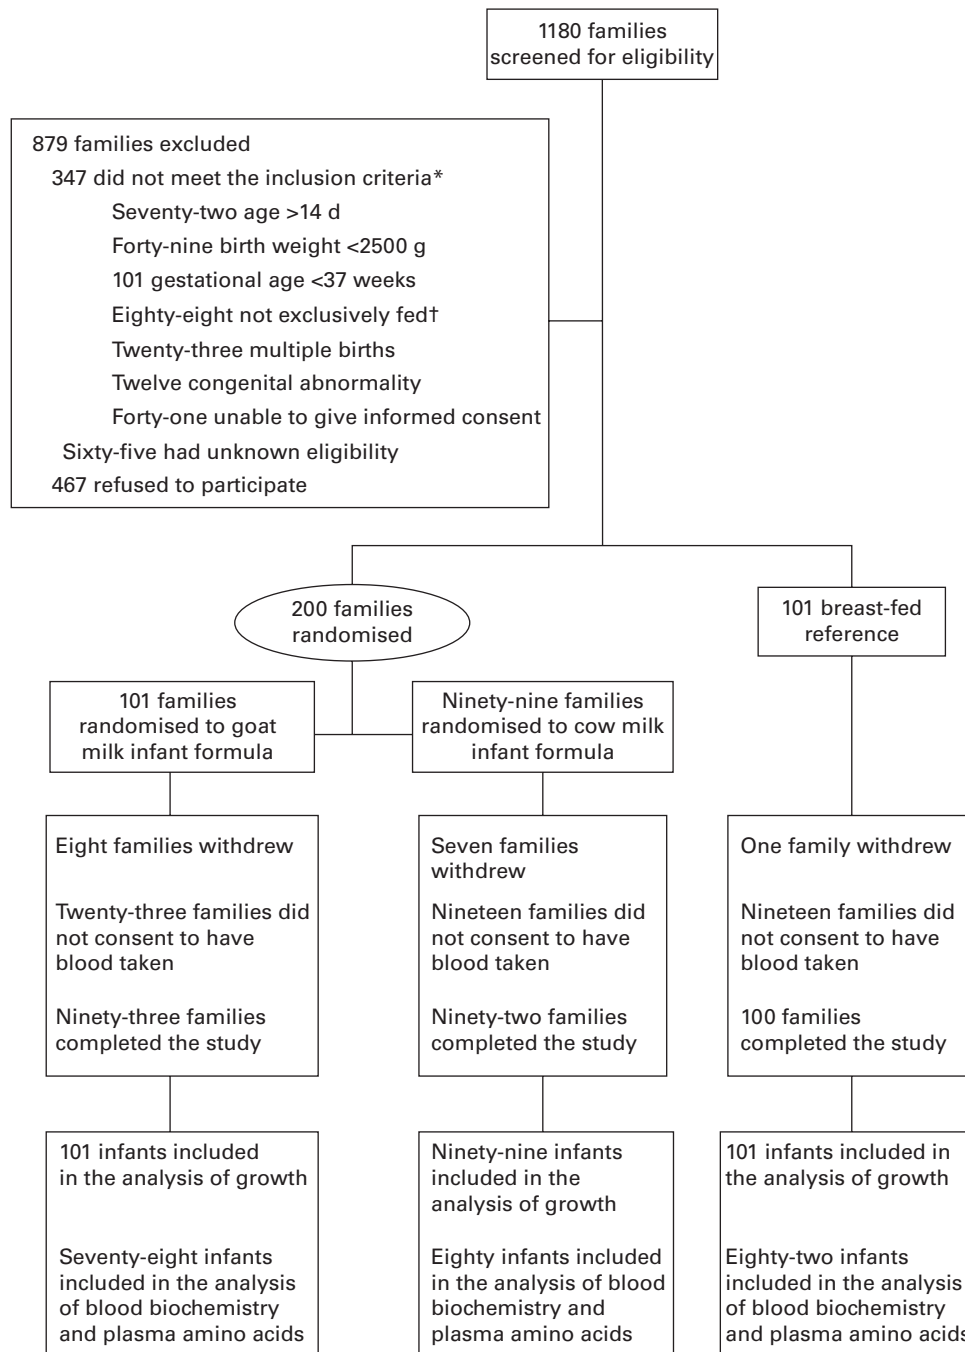 1180 families
screened for eligibility
879 families excluded
347 did not meet the inclusion criteria*
Seventy-two age >14 d
Forty-nine birth weight <2500 g
101 gestational age <37 weeks
Eighty-eight not exclusively fed†
Twenty-three multiple births
Twelve congenital abnormality
Forty-one unable to give informed consent
Sixty-five had unknown eligibility
467 refused to participate
200 families
randomised
101 breast-fed
reference
101 families
randomised to goat
milk infant formula
Ninety-nine families
randomised to cow milk
infant formula
Eight families withdrew
Twenty-three families did
not consent to have
blood taken
Ninety-three families
completed the study
Seven families
withdrew
Nineteen families did
not consent to have
blood taken
Ninety-two families
completed the study
One family withdrew
Nineteen families did
not consent to have
blood taken
100 families
completed the study
101 infants included
in the analysis of growth
Seventy-eight infants
included in the analysis
of blood biochemistry
and plasma amino acids
Ninety-nine infants
included in the
analysis of growth
Eighty infants included
in the analysis of blood
biochemistry and
plasma amino acids
101 infants included in
the analysis of growth
Eighty-two infants
included in the analysis
of blood biochemistry
and plasma amino acids